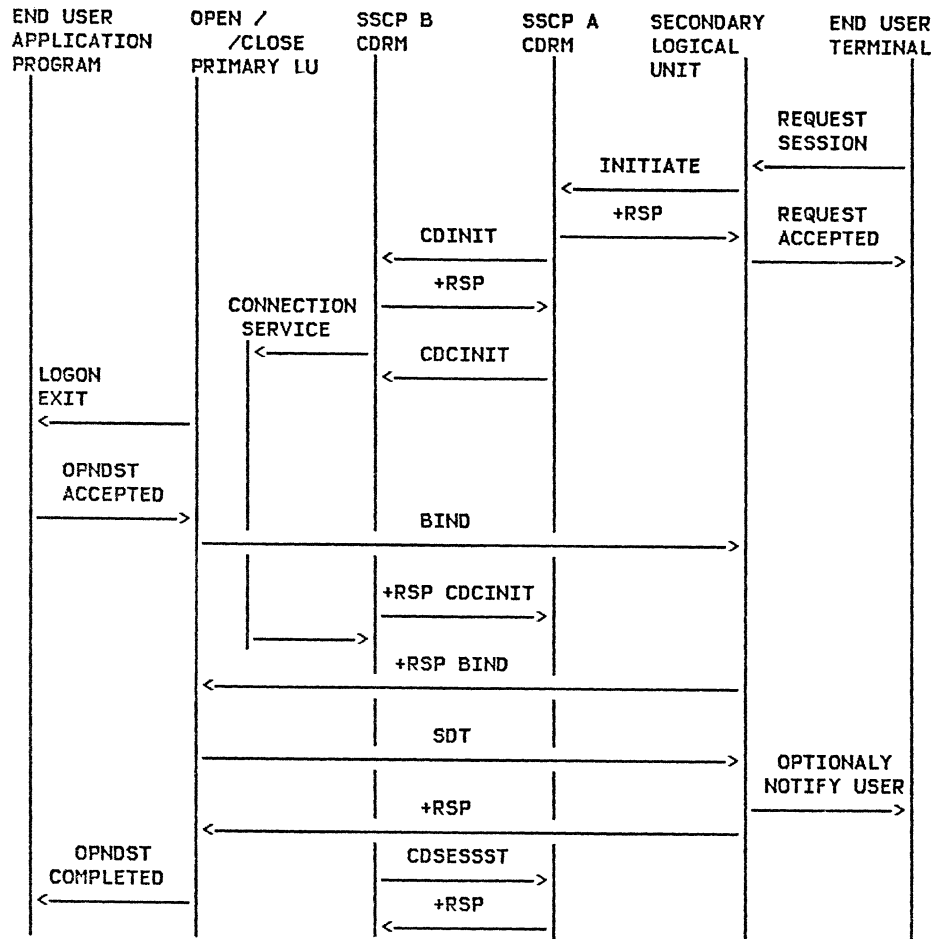 END USER
APPLICATION
PROGRAM
OPEN /
/CLOSE
PRIMARY LU
SSCP B
CDRM
SSCP A
CDRM
SECONDARY
LOGICAL
UNIT
END USER
TERMINAL
REQUEST
SESSION
INITIATE
+RSP
REQUEST
ACCEPTED
CDINIT
+RSP
CONNECTION
SERVICE
CDCINIT
LOGON
EXIT
OPNDST
ACCEPTED
BIND
+RSP CDCINIT
+RSP BIND
SDT
OPTIONALY
NOTIFY USER
+RSP
OPNDST
COMPLETED
CDSESSST
+RSP